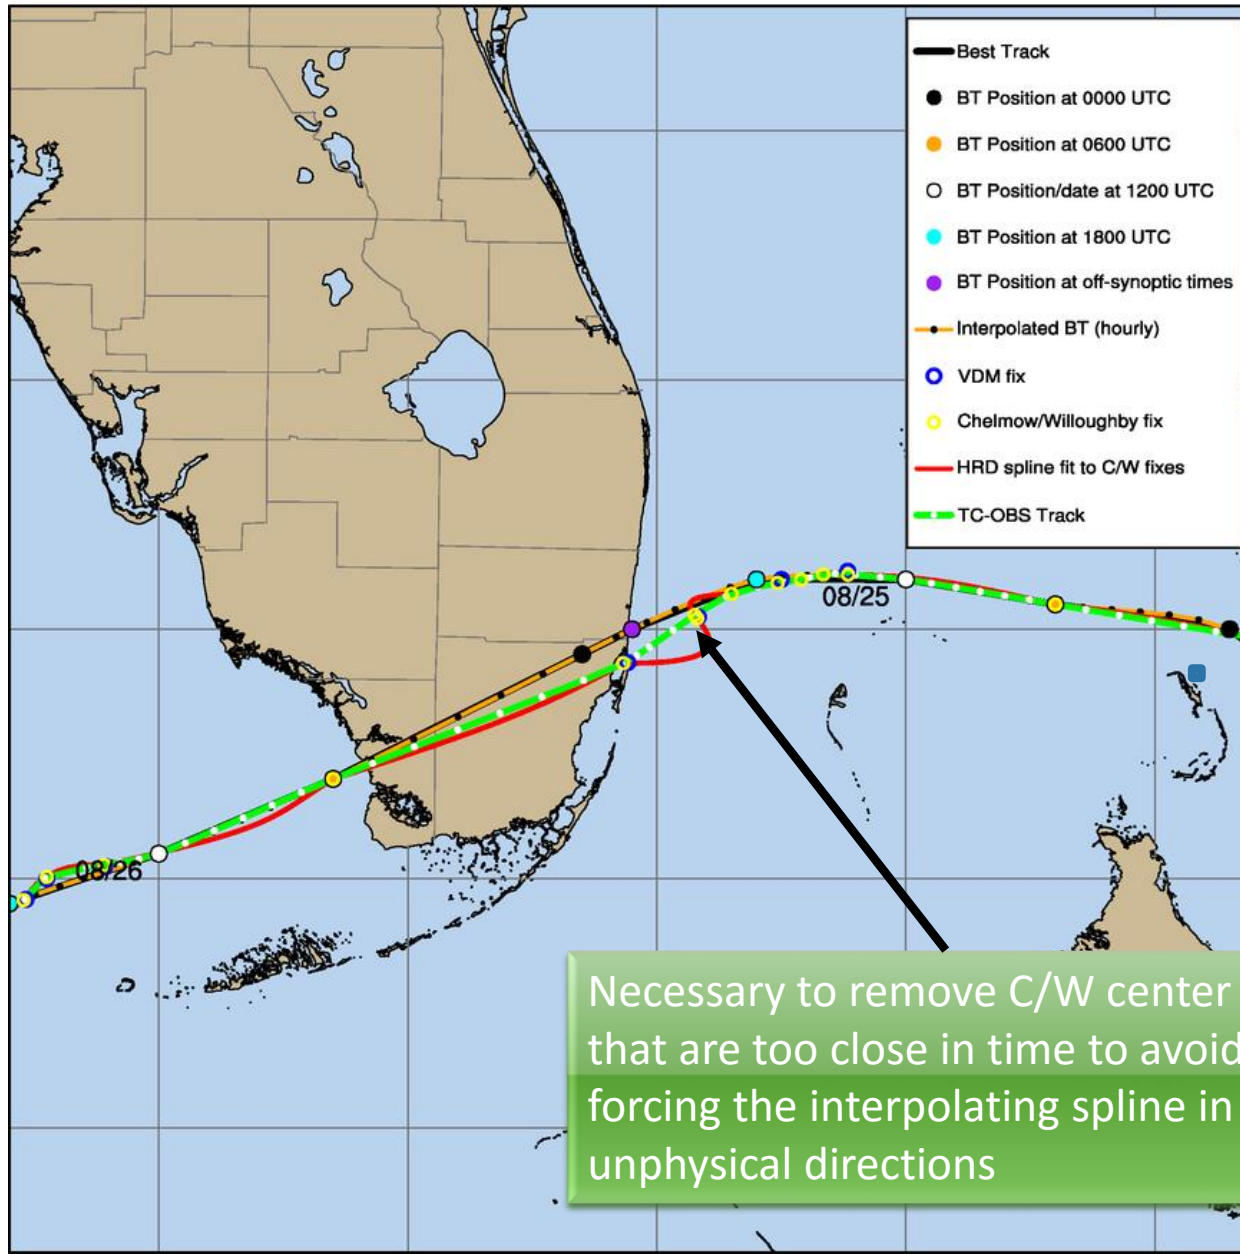 Best Track
BT Position at 0000 UTC
BT Position at 0600 UTC
BT Position/date at 1200 UTC
BT Position at 1800 UTC
BT Position at off-synoptic times
Interpolated BT (hourly)
VDM fix
Chelmow/Willoughby fix
HRD spline fit to C/W fixes
TC-OBS Track
08/25
08/26
Necessary to remove C/W center
that are too close in time to avoid
forcing the interpolating spline in
unphysical directions